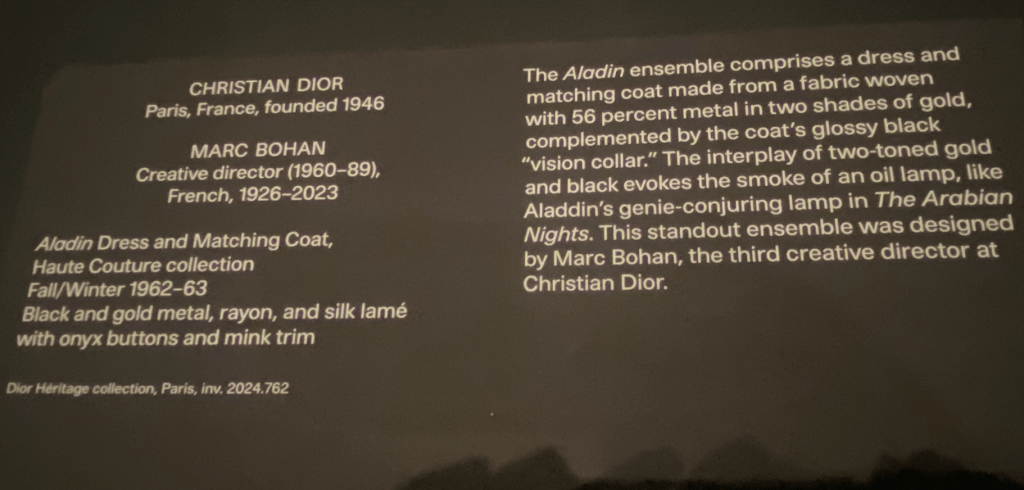 CHRISTIAN DIOR
Paris, France, founded 1946
MARC BOHAN
Creative director (1960–89),
French, 1926–2023
Aladin Dress and Matching Coat,
Haute Couture collection
Fall/Winter 1962–63
Black and gold metal, rayon, and silk lamé
with onyx buttons and mink trim
Dior Héritage collection, Paris, inv. 2024.762
The Aladin ensemble comprises a dress and
matching coat made from a fabric woven
with 56 percent metal in two shades of gold,
complemented by the coat’s glossy black
“vision collar.” The interplay of two-toned gold
and black evokes the smoke of an oil lamp, like
Aladdin’s genie-conjuring lamp in The Arabian
Nights. This standout ensemble was designed
by Marc Bohan, the third creative director at
Christian Dior.